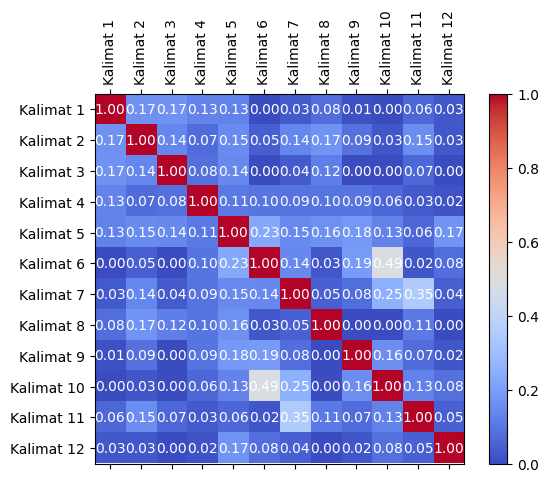 Kalimat 1 Kalimat 2 Kalimat 3 Kalimat 4 Kalimat 5 Kalimat 6 Kalimat 7 Kalimat 8 Kalimat 9 Kalimat 10 Kalimat 11 Kalimat 12
Kalimat 1 1.00 0.17 0.17 0.13 0.13 0.00 0.03 0.08 0.01 0.00 0.06 0.03
Kalimat 2 0.17 1.00 0.14 0.07 0.15 0.05 0.14 0.17 0.09 0.03 0.15 0.03
Kalimat 3 0.17 0.14 1.00 0.08 0.14 0.00 0.04 0.12 0.00 0.00 0.07 0.00
Kalimat 4 0.13 0.07 0.08 1.00 0.11 0.10 0.09 0.10 0.09 0.06 0.03 0.02
Kalimat 5 0.13 0.15 0.14 0.11 1.00 0.23 0.15 0.16 0.18 0.13 0.06 0.17
Kalimat 6 0.00 0.05 0.00 0.10 0.23 1.00 0.14 0.03 0.19 0.49 0.02 0.08
Kalimat 7 0.03 0.14 0.04 0.09 0.15 0.14 1.00 0.05 0.08 0.25 0.35 0.04
Kalimat 8 0.08 0.17 0.12 0.10 0.16 0.03 0.05 1.00 0.00 0.00 0.11 0.00
Kalimat 9 0.01 0.09 0.00 0.09 0.18 0.19 0.08 0.00 1.00 0.16 0.07 0.02
Kalimat 10 0.00 0.03 0.00 0.06 0.13 0.49 0.25 0.00 0.16 1.00 0.13 0.08
Kalimat 11 0.06 0.15 0.07 0.03 0.06 0.02 0.35 0.11 0.07 0.13 1.00 0.05
Kalimat 12 0.03 0.03 0.00 0.02 0.17 0.08 0.04 0.00 0.02 0.08 0.05 1.00
1.0
0.8
0.6
0.4
0.2
0.0